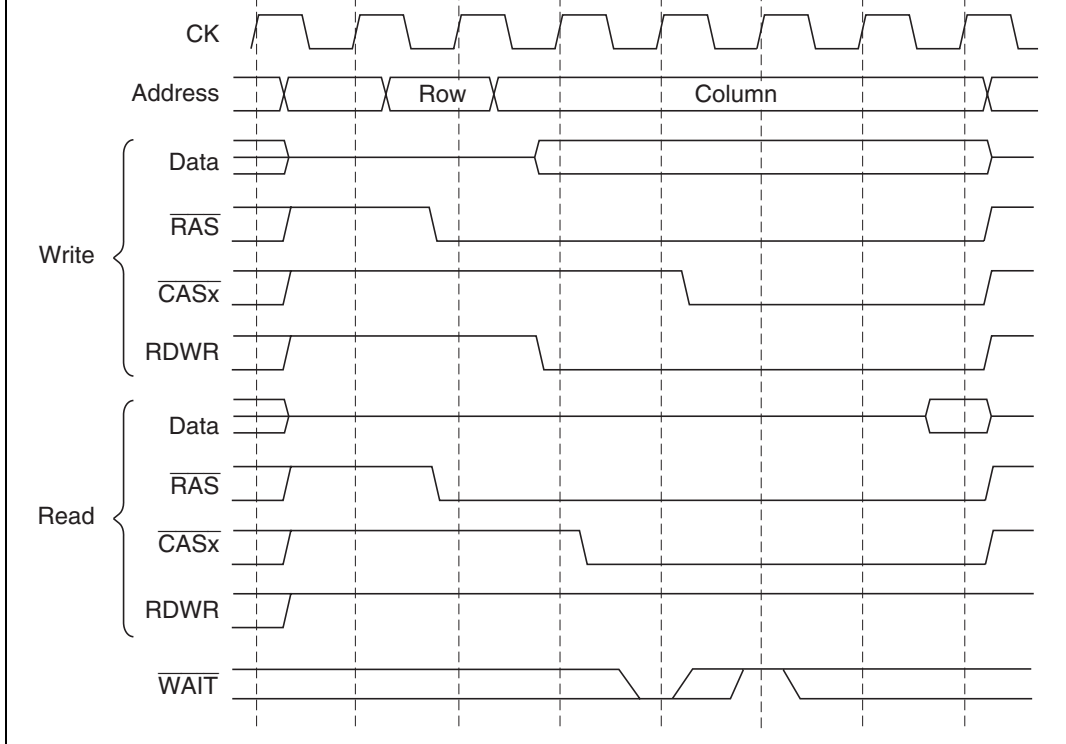 CK
Address Row Column
Data
RAS
Write
CASx
RDWR
Data
RAS
Read
CASx
RDWR
WAIT